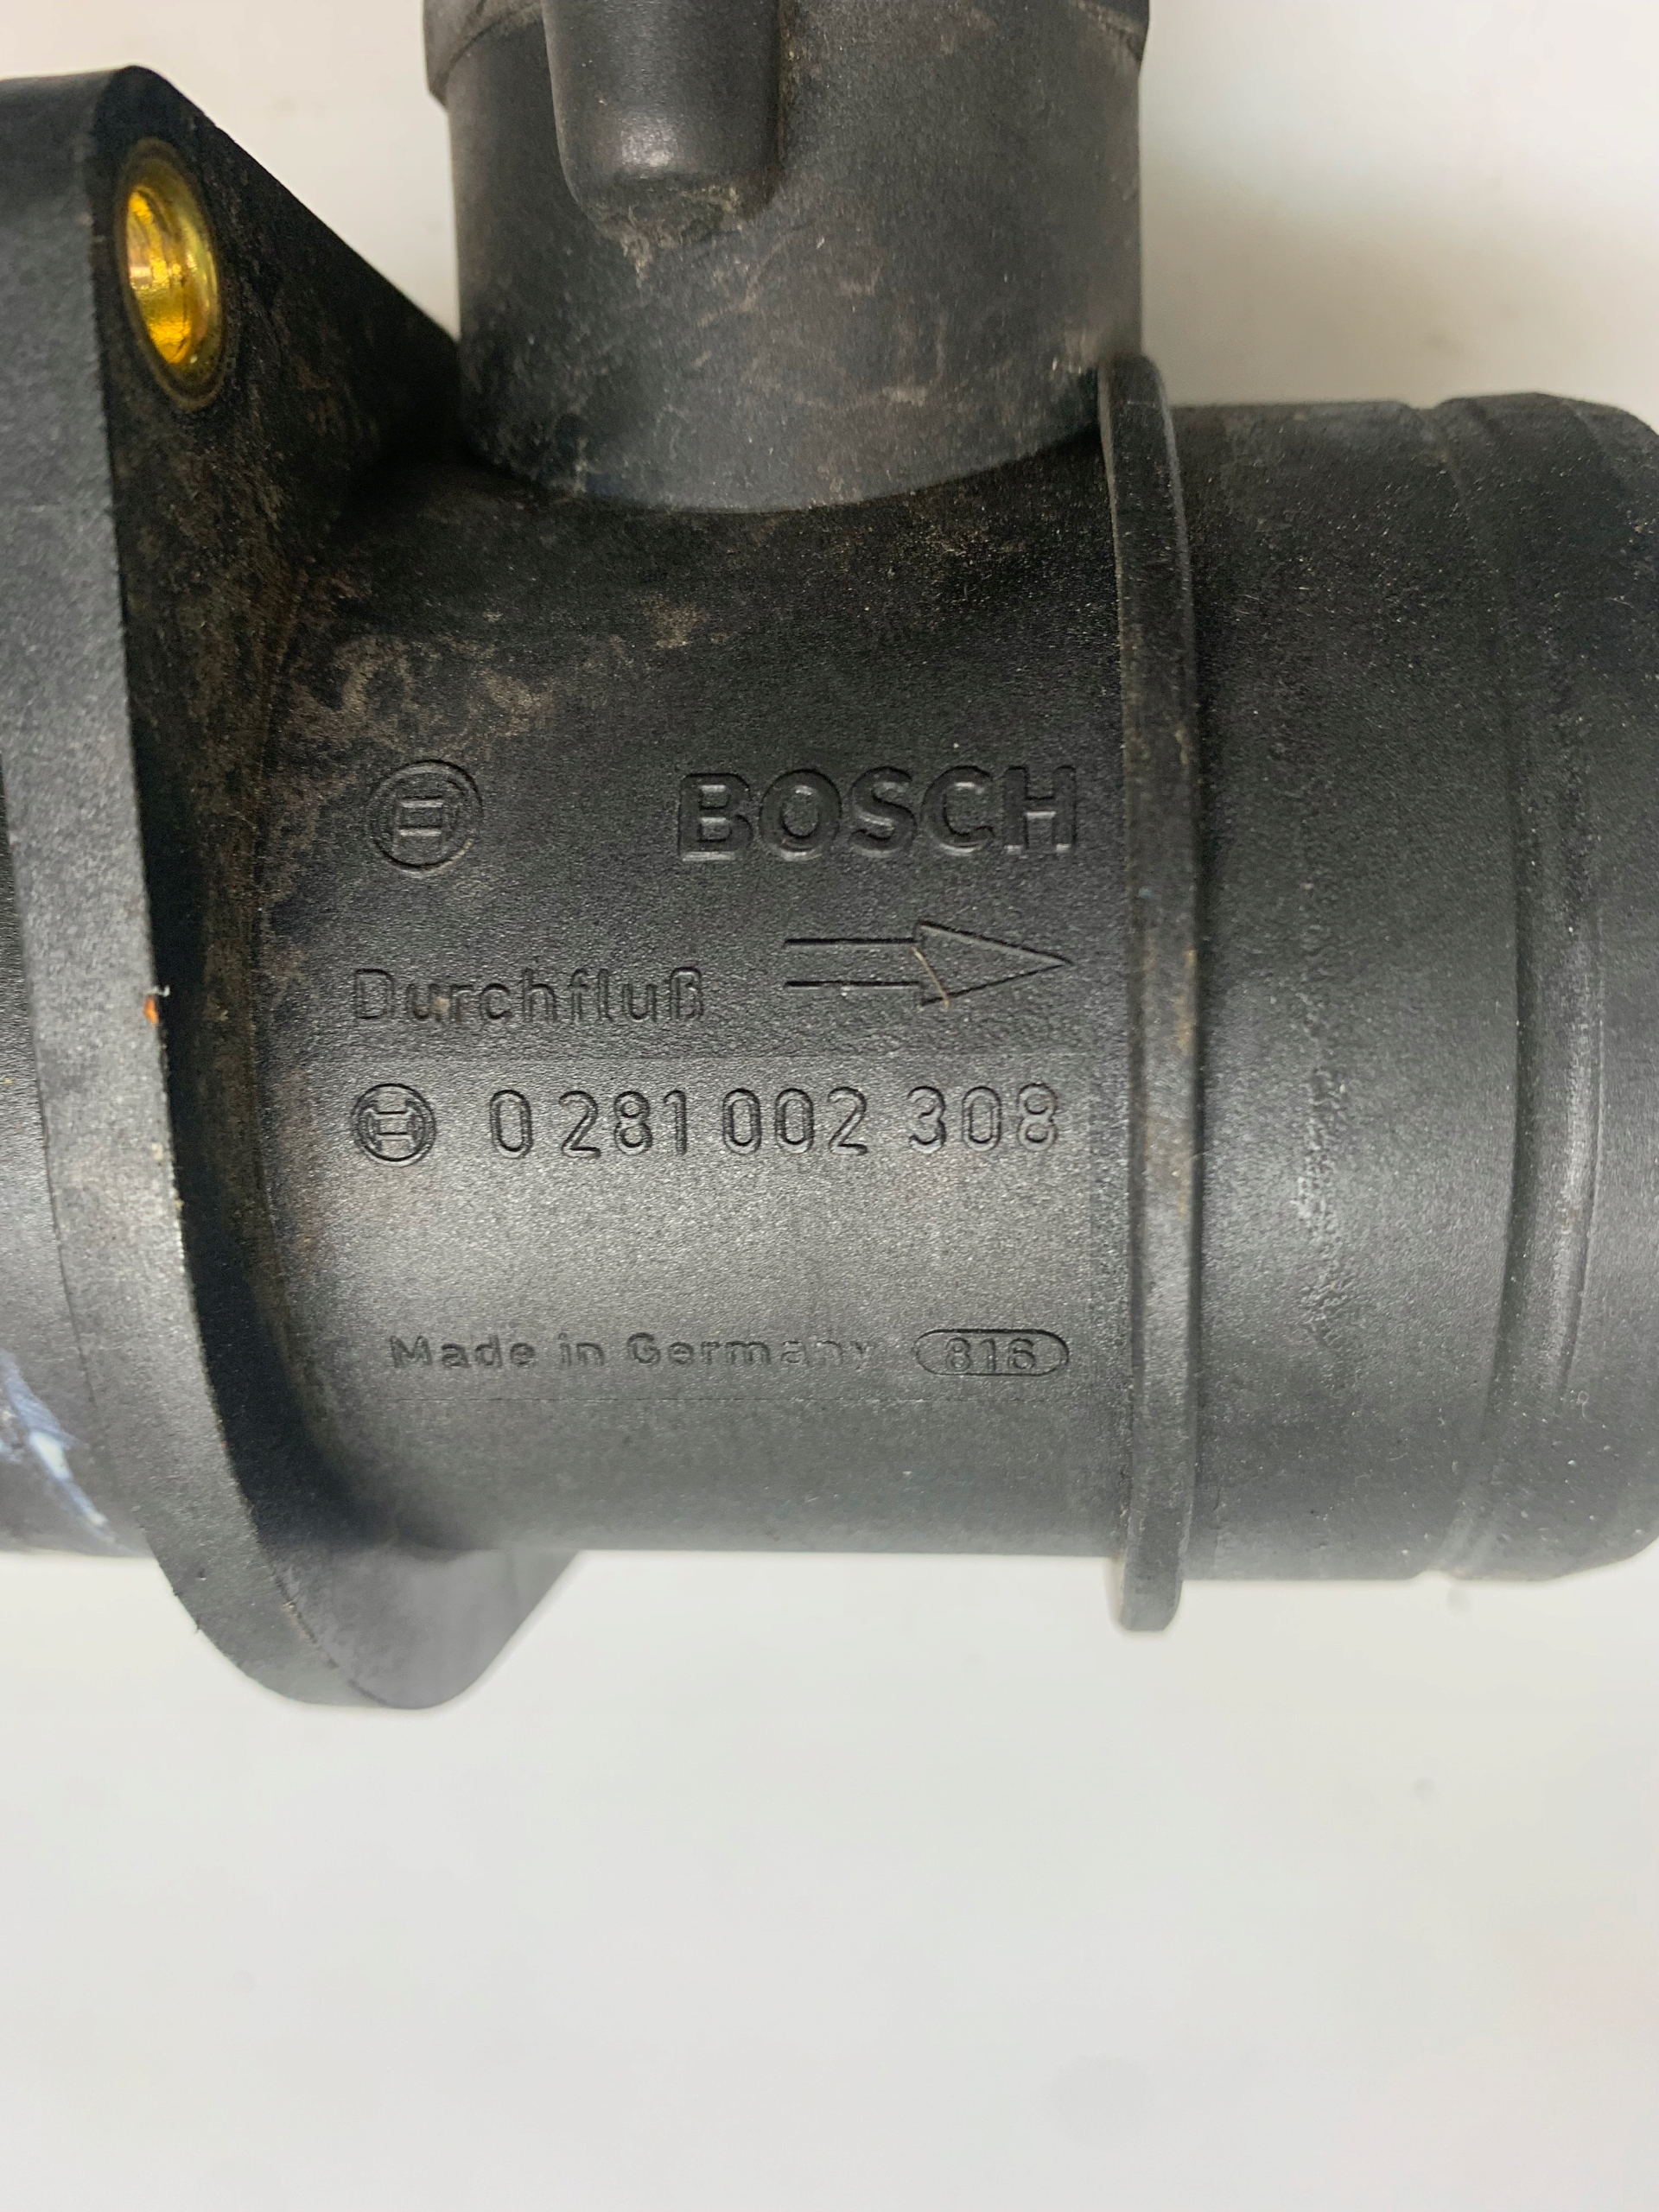 BOSCH
Durchfluß
0 281 002 308
Made in Germany 816